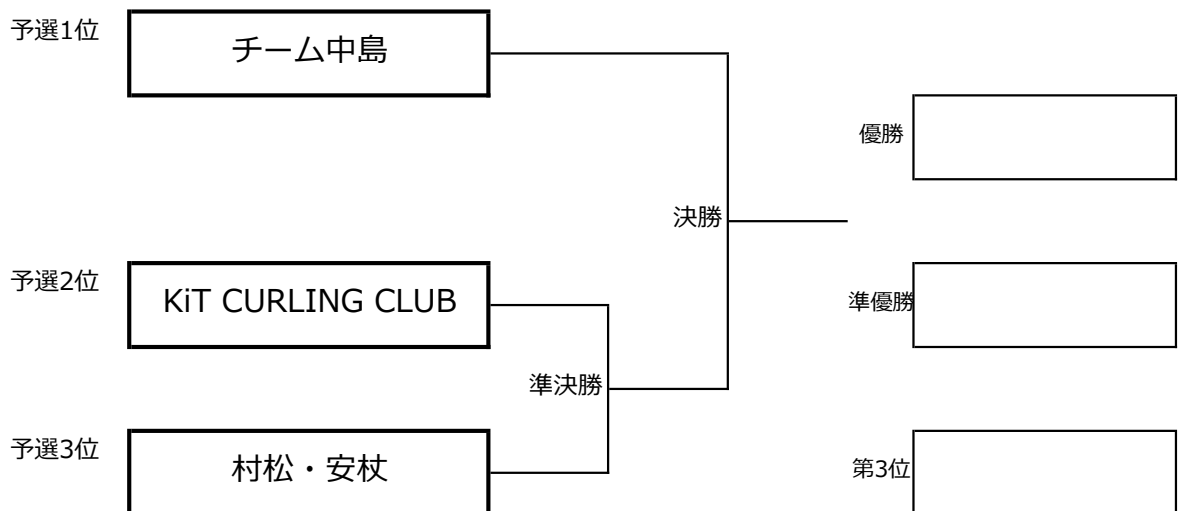 予選1位
チーム中島
優勝
決勝
予選2位
KiT CURLING CLUB
準優勝
準決勝
予選3位
村松・安杖
第3位